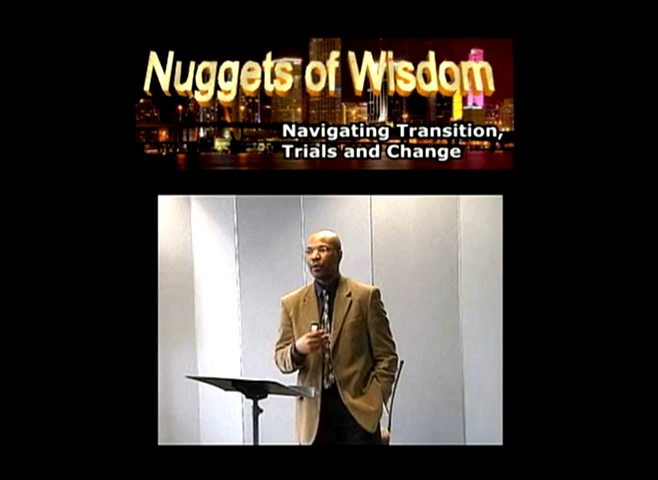 Nuggets of Wisdom
Navigating Transition,
Trials and Change